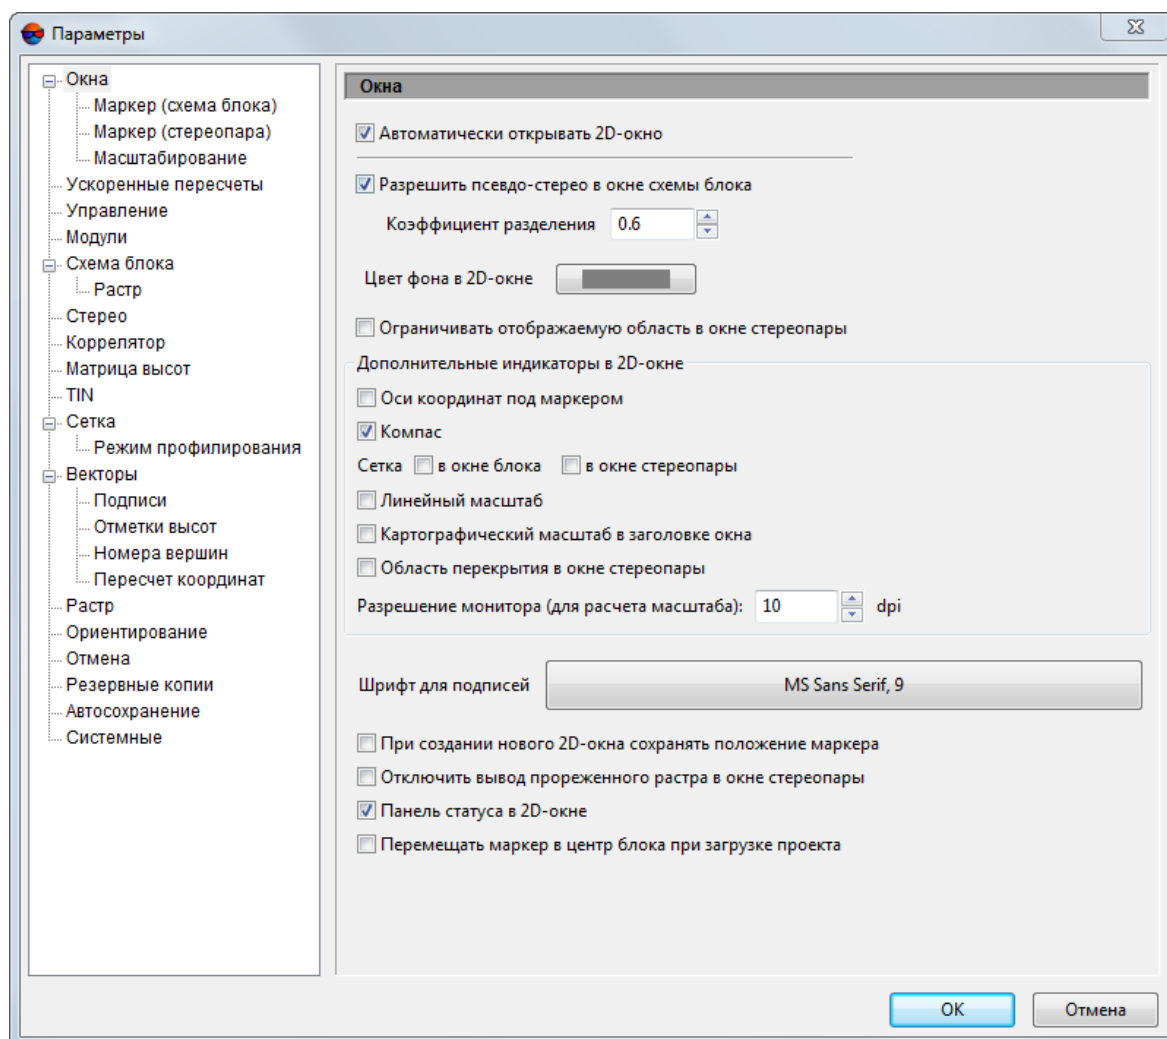 Параметры
Окна
Маркер (схема блока)
Маркер (стереопара)
Масштабирование
Ускоренные пересчеты
Управление
Модули
Схема блока
Растр
Стерео
Коррелятор
Матрица высот
TIN
Сетка
Режим профилирования
Векторы
Подписи
Отметки высот
Номера вершин
Пересчет координат
Растр
Ориентирование
Отмена
Резервные копии
Автосохранение
Системные
Окна
Автоматически открывать 2D-окно
Разрешить псевдо-стерео в окне схемы блока
Коэффициент разделения 0.6
Цвет фона в 2D-окне
Ограничивать отображаемую область в окне стереопары
Дополнительные индикаторы в 2D-окне
Оси координат под маркером
Компас
Сетка в окне блока в окне стереопары
Линейный масштаб
Картографический масштаб в заголовке окна
Область перекрытия в окне стереопары
Разрешение монитора (для расчета масштаба): 10 dpi
Шрифт для подписей MS Sans Serif, 9
При создании нового 2D-окна сохранять положение маркера
Отключить вывод прореженного растра в окне стереопары
Панель статуса в 2D-окне
Перемещать маркер в центр блока при загрузке проекта
OK Отмена